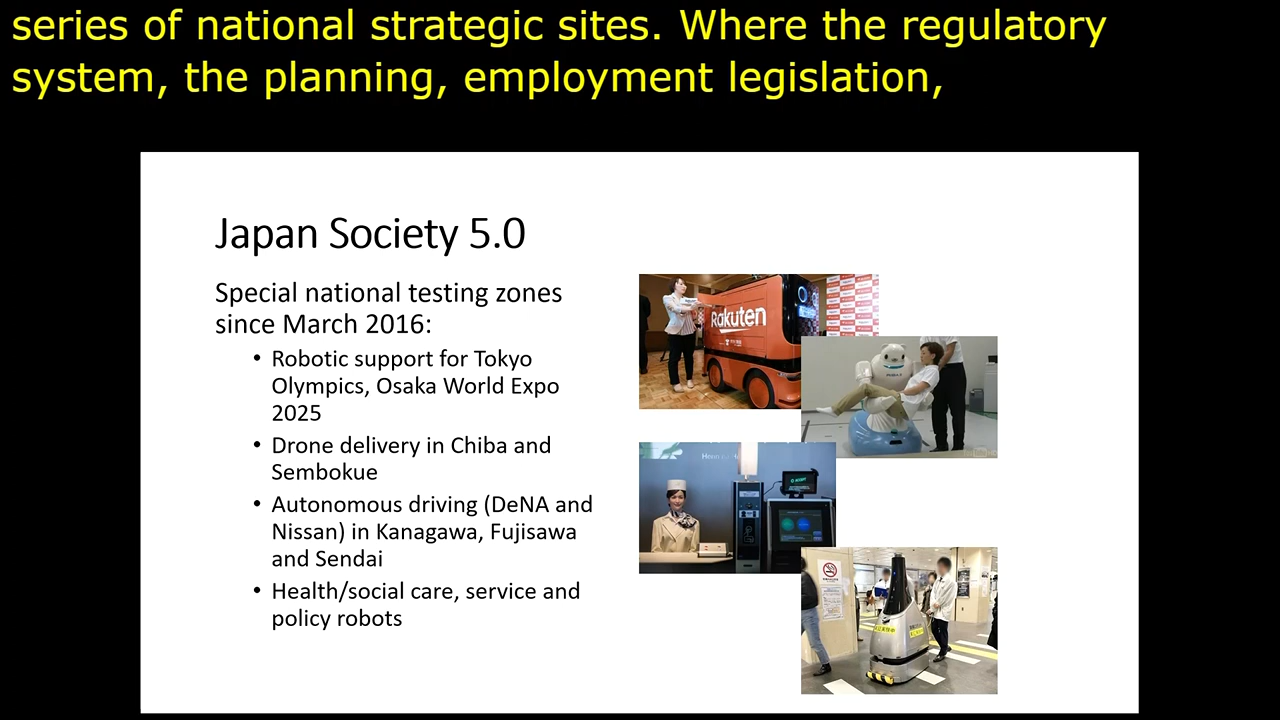 series of national strategic sites. Where the regulatory
system, the planning, employment legislation,
Japan Society 5.0
Special national testing zones
since March 2016:
• Robotic support for Tokyo
Olympics, Osaka World Expo
2025
• Drone delivery in Chiba and
Sembokue
• Autonomous driving (DeNA and
Nissan) in Kanagawa, Fujisawa
and Sendai
• Health/social care, service and
policy robots
Rakuten